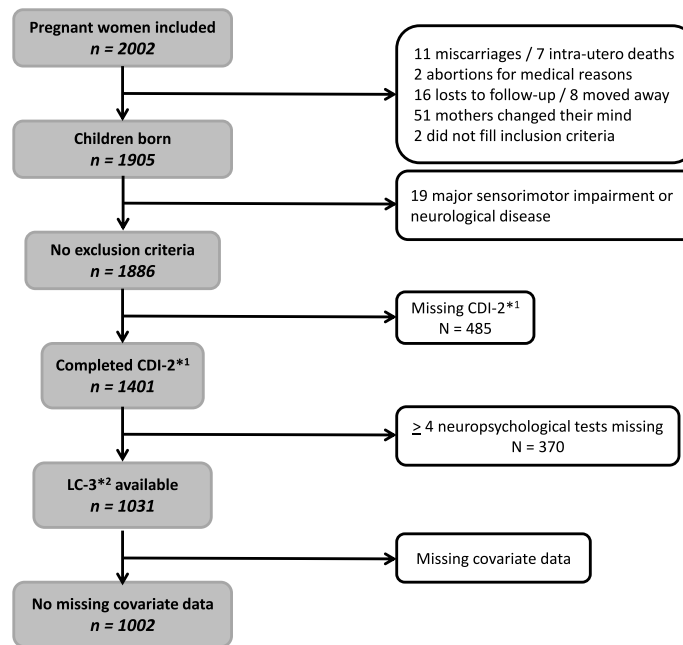 Pregnant women included
n = 2002
11 miscarriages / 7 intra-utero deaths
2 abortions for medical reasons
16 losts to follow-up / 8 moved away
51 mothers changed their mind
2 did not fill inclusion criteria
Children born
n = 1905
19 major sensorimotor impairment or
neurological disease
No exclusion criteria
n = 1886
Missing CDI-2*1
N = 485
Completed CDI-2*1
n = 1401
≥ 4 neuropsychological tests missing
N = 370
LC-3*2 available
n = 1031
Missing covariate data
No missing covariate data
n = 1002